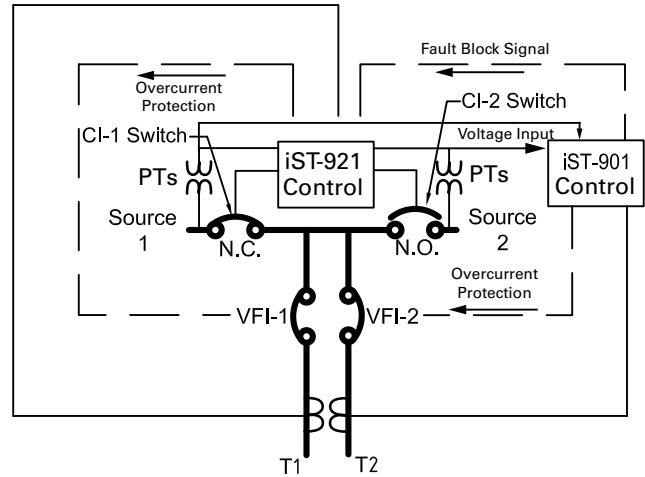 Fault Block Signal
Overcurrent
Protection
CI-2 Switch
CI-1 Switch
Voltage Input
iST-921
Control
iST-901
Control
PTs
PTs
Source
1
Source
2
N.C.
N.O.
Overcurrent
Protection
VFI-1
VFI-2
T1
T2